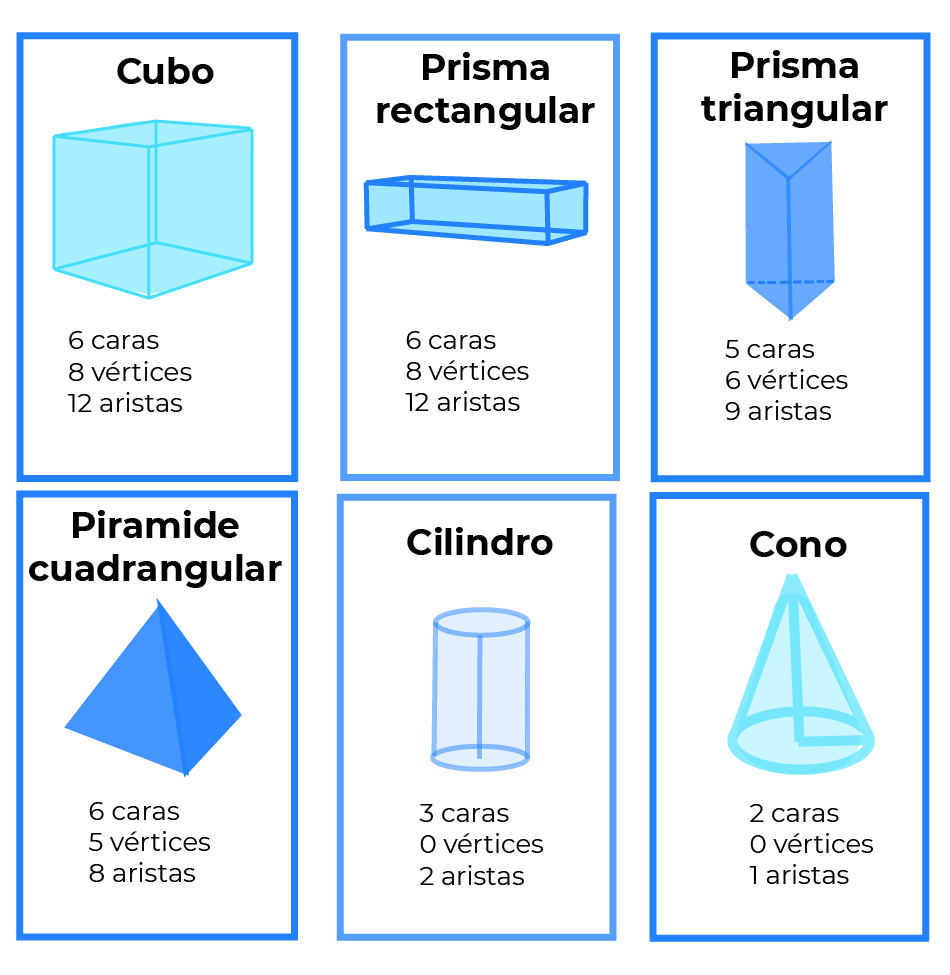 Cubo
6 caras
8 vértices
12 aristas
Prisma
rectangular
6 caras
8 vértices
12 aristas
Prisma
triangular
5 caras
6 vértices
9 aristas
Piramide
cuadrangular
6 caras
5 vértices
8 aristas
Cilindro
3 caras
0 vértices
2 aristas
Cono
2 caras
0 vértices
1 aristas